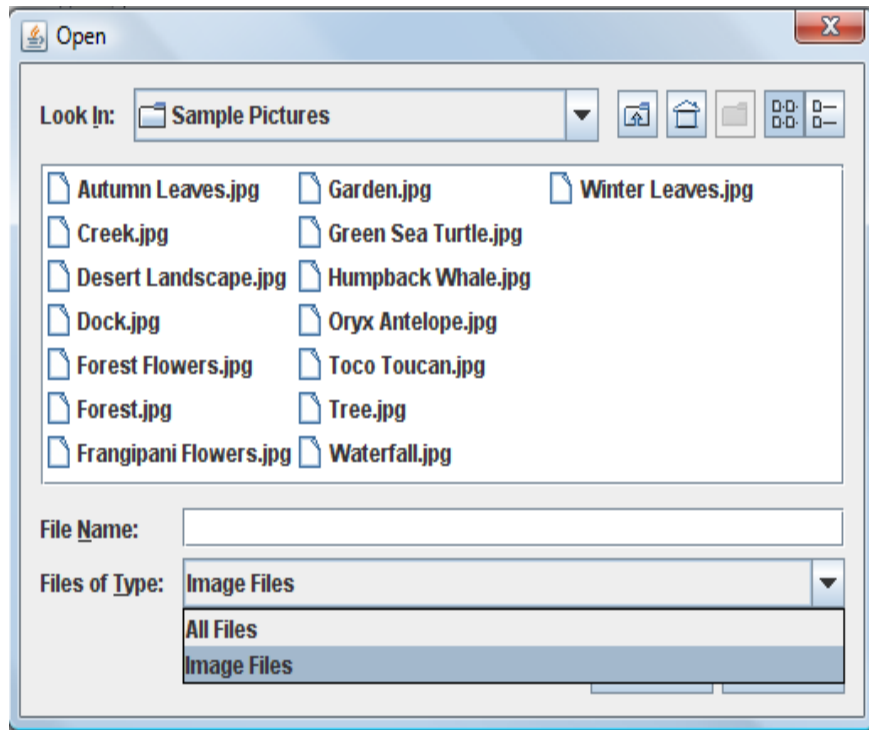 Open
X
Look In: Sample Pictures
Autumn Leaves.jpg Garden.jpg Winter Leaves.jpg
Creek.jpg Green Sea Turtle.jpg
Desert Landscape.jpg Humpback Whale.jpg
Dock.jpg Oryx Antelope.jpg
Forest Flowers.jpg Toco Toucan.jpg
Forest.jpg Tree.jpg
Frangipani Flowers.jpg Waterfall.jpg
File Name:
Files of Type: Image Files
All Files
Image Files